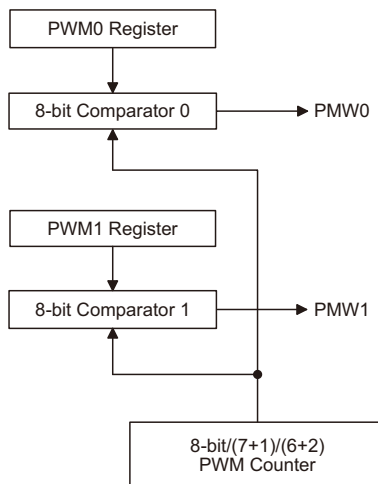 PWM0 Register
8-bit Comparator 0
PMW0
PWM1 Register
8-bit Comparator 1
PMW1
8-bit/(7+1)/(6+2)
PWM Counter